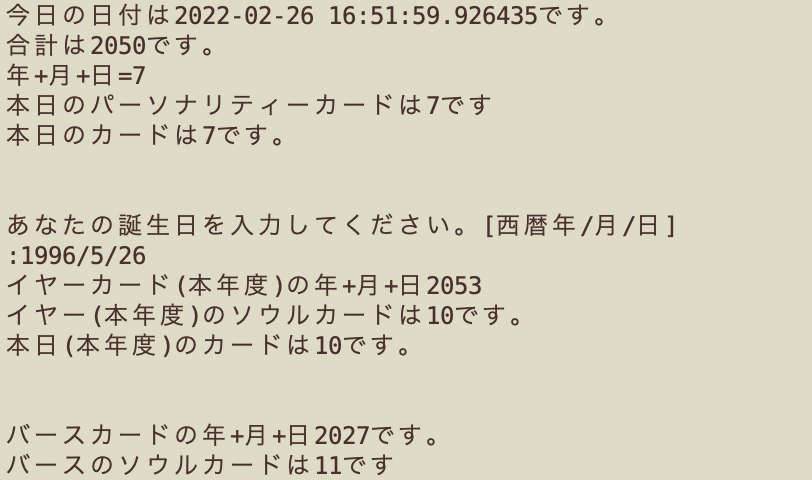 今日の日付は2022-02-26 16:51:59.926435です。
合計は2050です。
年+月+日=7
本日のパーソナリティーカードは7です
本日のカードは7です。
あなたの誕生日を入力してください。[西暦年/月/日]
:1996/5/26
イヤーカード(本年度)の年+月+日2053
イヤー(本年度)のソウルカードは10です。
本日(本年度)のカードは10です。
バースカードの年+月+日2027です。
バースのソウルカードは11です